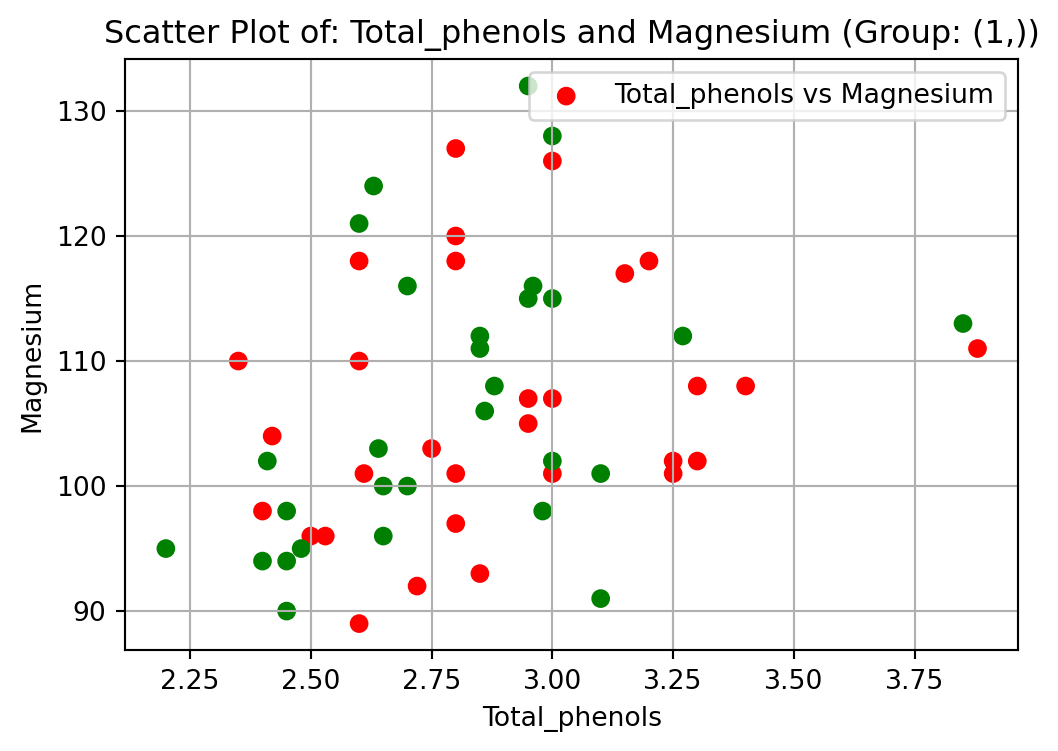 Scatter Plot of: Total_phenols and Magnesium (Group: (1,))
Total_phenols vs Magnesium
130
120
110
100
90
Magnesium
2.25 2.50 2.75 3.00 3.25 3.50 3.75
Total_phenols